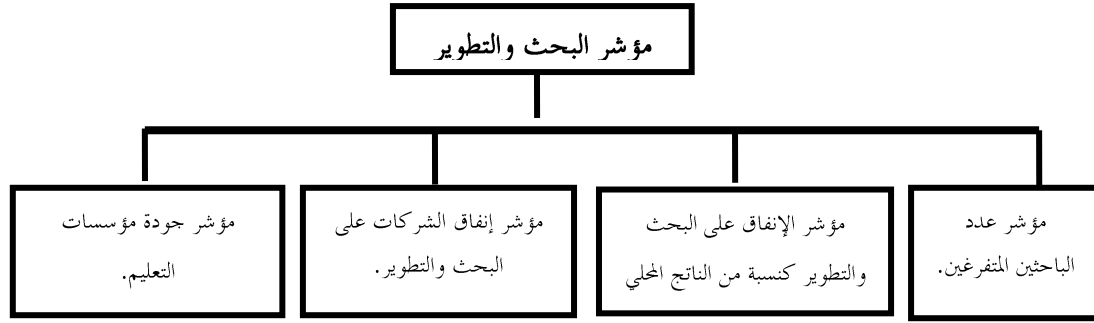 مؤشر البحث والتطوير
مؤشر عدد
الباحثين المتفرغين.
مؤشر الإنفاق على البحث
والتطوير كنسبة من الناتج المحلي
مؤشر إنفاق الشركات على
البحث والتطوير.
مؤشر جودة مؤسسات
التعليم.